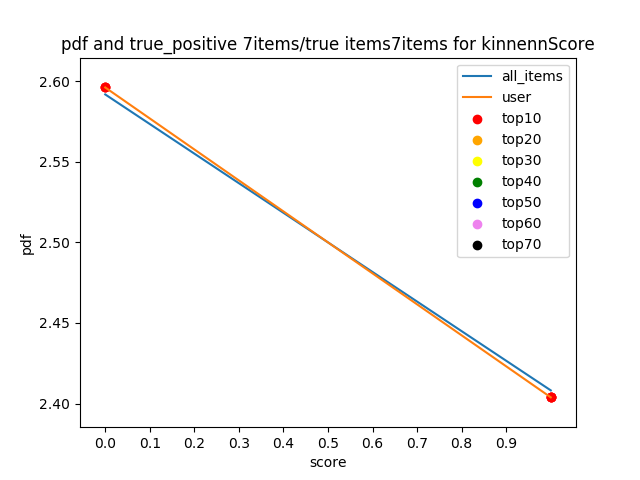 pdf and true_positive 7items/true items7items for kinnennScore
2.60
2.55
2.50
2.45
2.40
pdf
all_items
user
top10
top20
top30
top40
top50
top60
top70
0.0 0.1 0.2 0.3 0.4 0.5 0.6 0.7 0.8 0.9
score